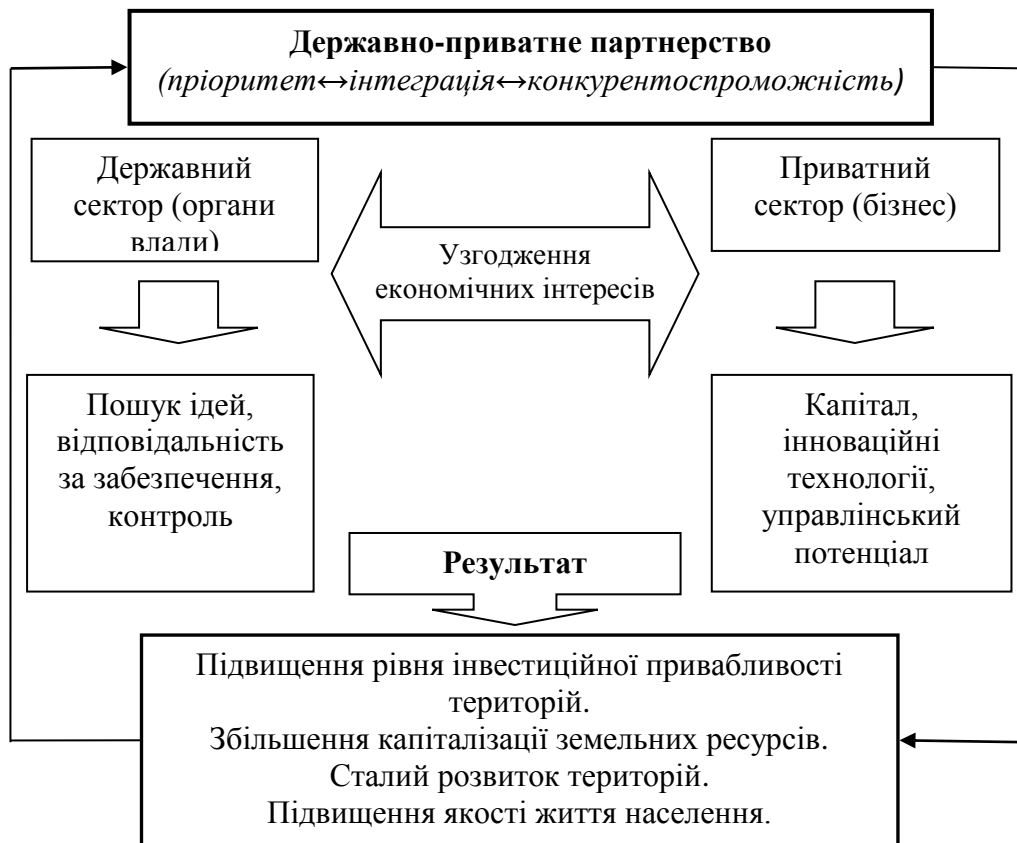 Державно-приватне партнерство
(пріоритет↔інтеграція↔конкурентоспроможність)
Державний
сектор (органи
влади)
Приватний
сектор (бізнес)
Узгодження
економічних інтересів
Пошук ідей,
відповідальність
за забезпечення,
контроль
Капітал,
інноваційні
технології,
управлінський
потенціал
Результат
Підвищення рівня інвестиційної привабливості
територій.
Збільшення капіталізації земельних ресурсів.
Сталий розвиток територій.
Підвищення якості життя населення.